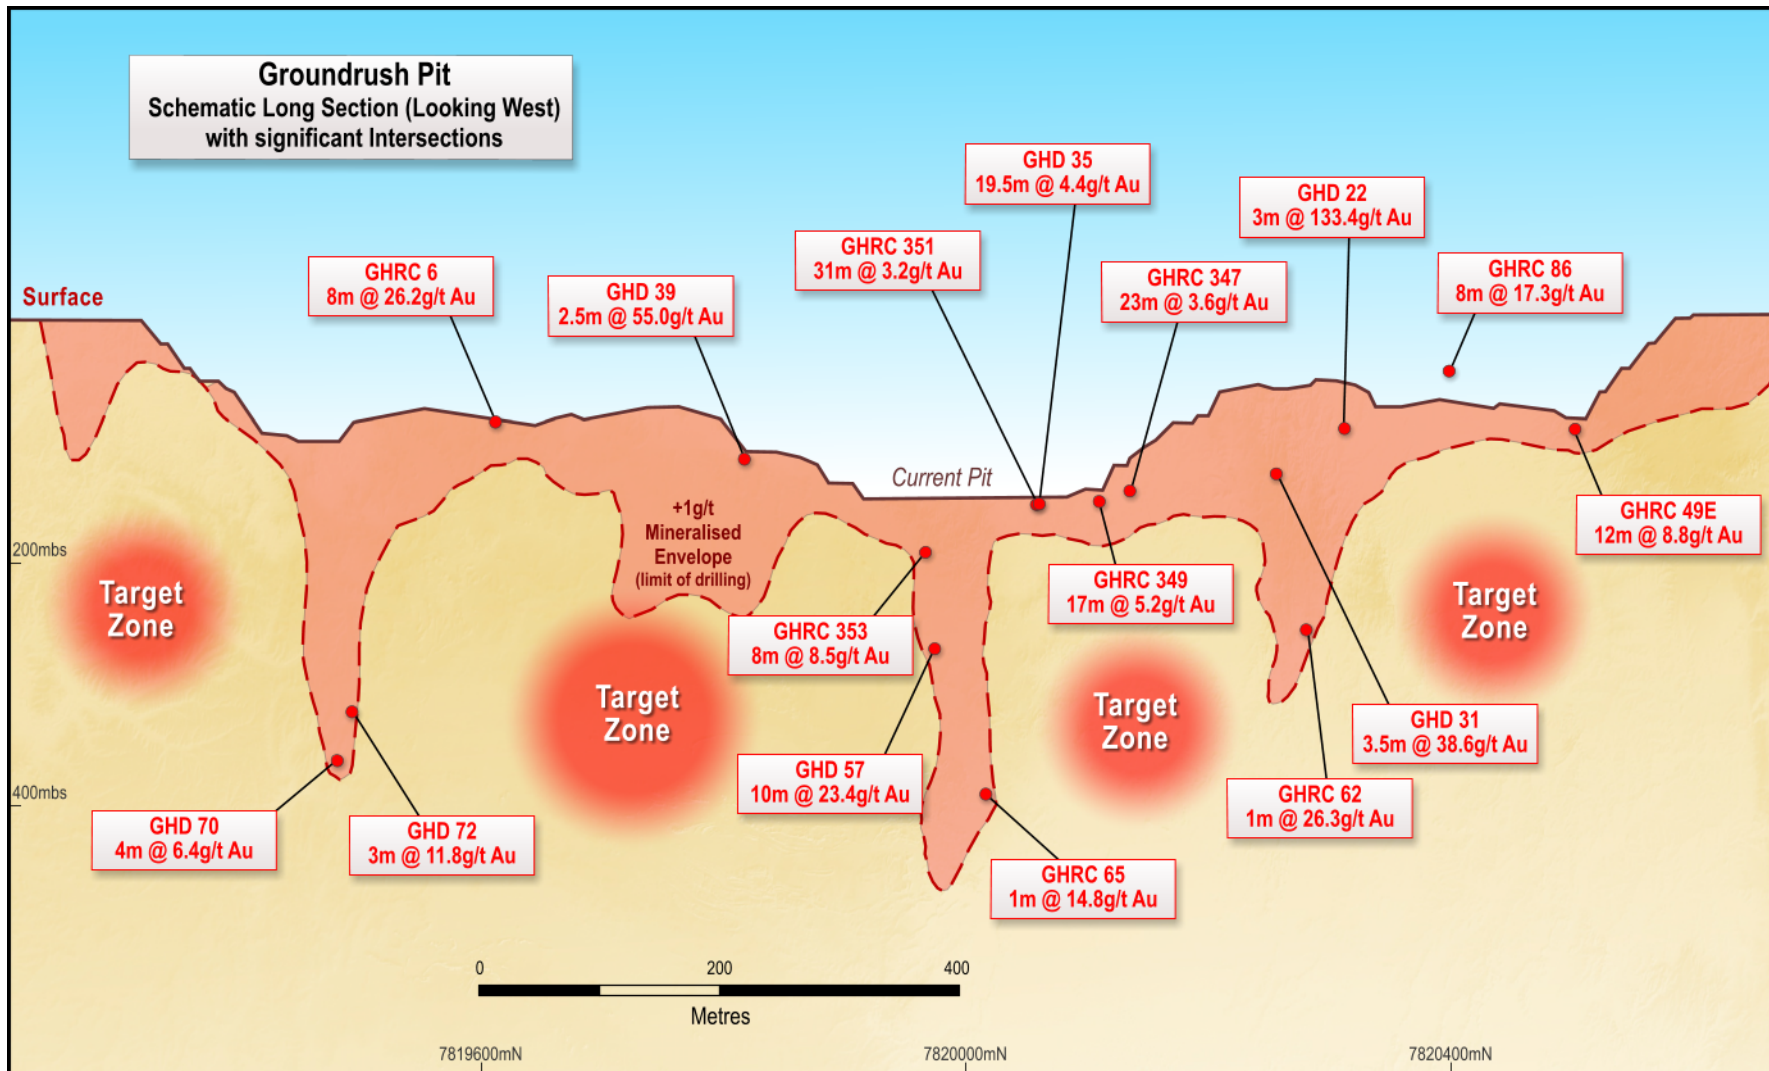 Groundrush Pit
Schematic Long Section (Looking West)
with significant Intersections
GHD 35
19.5m @ 4.4g/t Au
GHD 22
3m @ 133.4g/t Au
GHRC 351
31m @ 3.2g/t Au
GHRC 6
8m @ 26.2g/t Au
GHD 39
2.5m @ 55.0g/t Au
GHRC 347
23m @ 3.6g/t Au
GHRC 86
8m @ 17.3g/t Au
Surface
Current Pit
+1g/t
Mineralised
Envelope
(limit of drilling)
GHRC 49E
12m @ 8.8g/t Au
200mbs
Target
Zone
GHRC 349
17m @ 5.2g/t Au
Target
Zone
GHRC 353
8m @ 8.5g/t Au
Target
Zone
Target
Zone
GHD 31
3.5m @ 38.6g/t Au
GHD 57
10m @ 23.4g/t Au
GHRC 62
1m @ 26.3g/t Au
400mbs
GHD 70
4m @ 6.4g/t Au
GHD 72
3m @ 11.8g/t Au
GHRC 65
1m @ 14.8g/t Au
0 200 400
Metres
7819600mN 7820000mN 7820400mN